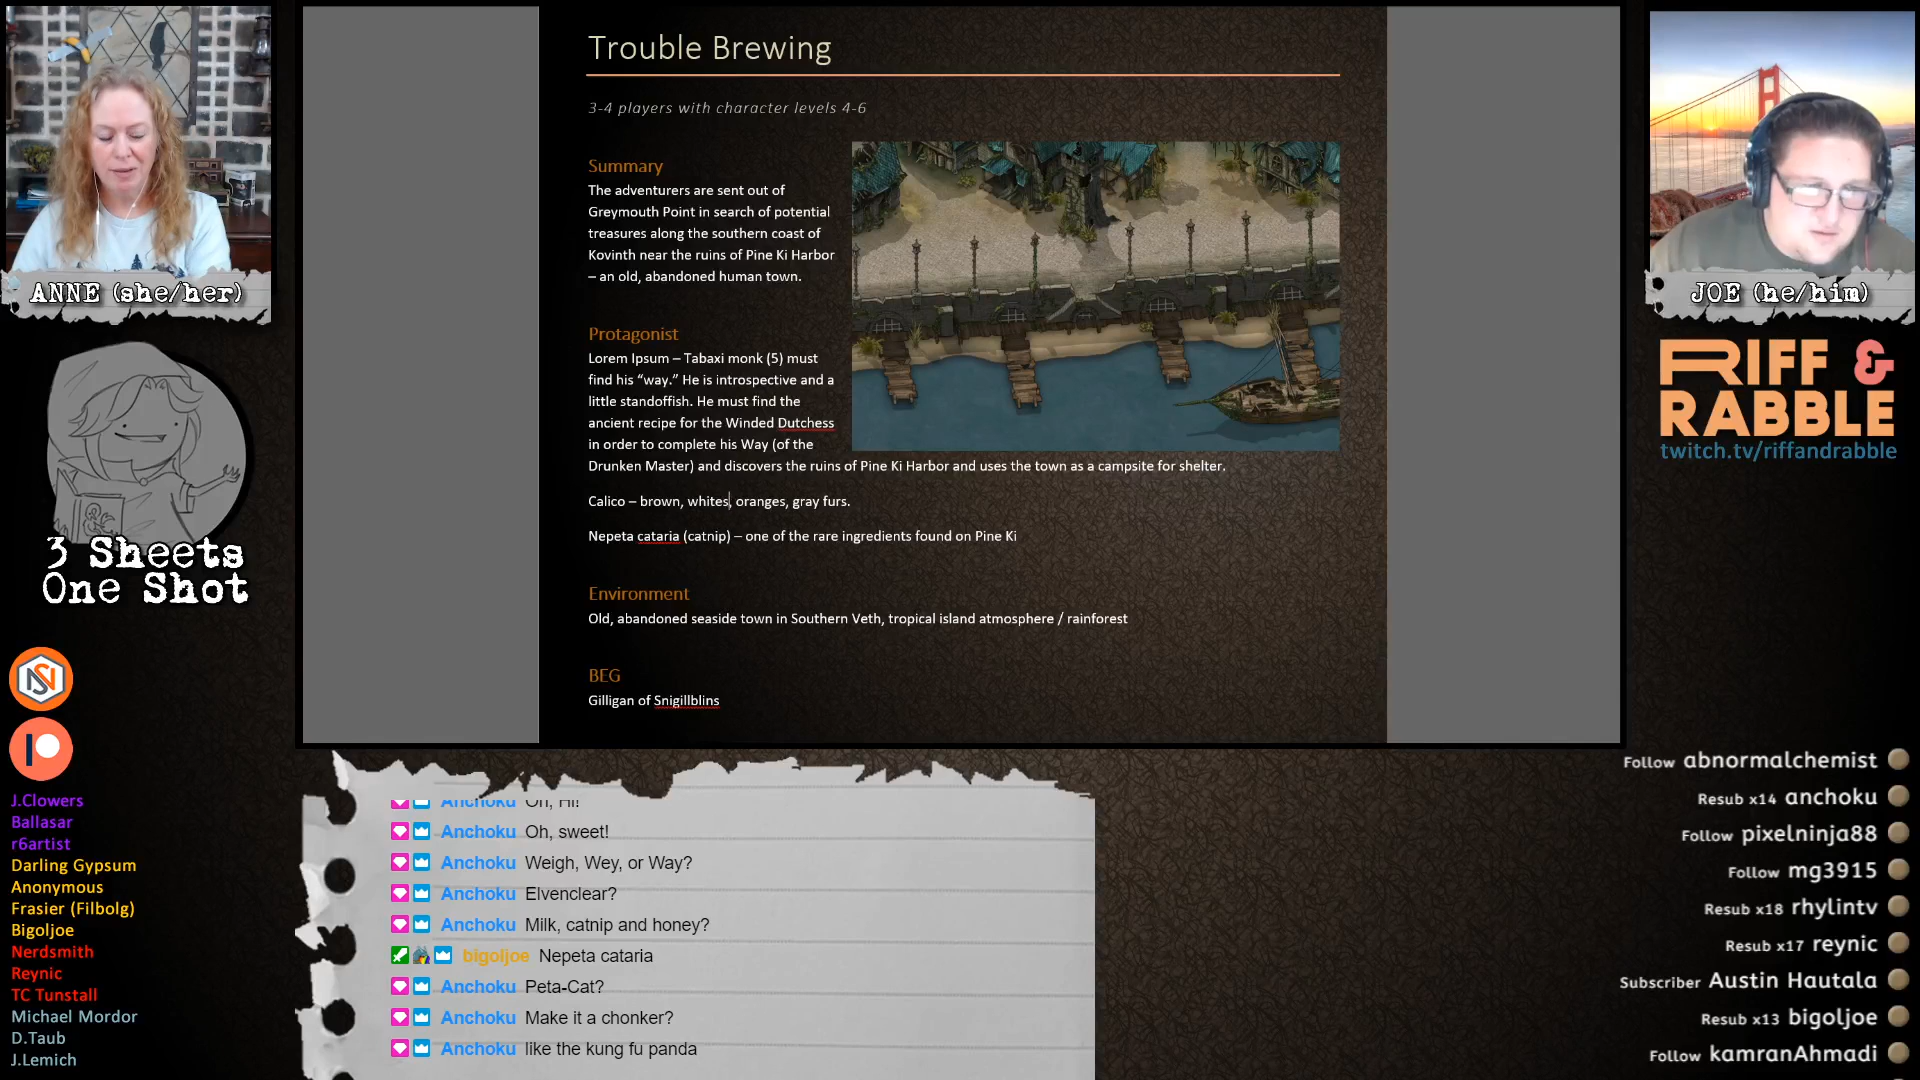 Trouble Brewing
3-4 players with character levels 4-6
Summary
The adventurers are sent out of
Greymouth Point in search of potential
treasures along the southern coast of
Kovinth near the ruins of Pine Ki Harbor
– an old, abandoned human town.
Protagonist
Lorem Ipsum – Tabaxi monk (5) must
find his “way.” He is introspective and a
little standoffish. He must find the
ancient recipe for the Winded Dutchess
in order to complete his Way (of the
Drunken Master) and discovers the ruins of Pine Ki Harbor and uses the town as a campsite for shelter.
Calico – brown, whites, oranges, gray furs.
Nepeta cataria (catnip) – one of the rare ingredients found on Pine Ki
Environment
Old, abandoned seaside town in Southern Veth, tropical island atmosphere / rainforest
BEG
Gilligan of Snigillblins
ANNE (she/her)
3 Sheets
One Shot
J.Clowers
Ballasar
r6artist
Darling Gypsum
Anonymous
Frasier (Filbolg)
Bigoljoe
Nerdsmith
Reynic
TC Tunstall
Michael Mordor
D.Taub
J.Lemich
Anchoku Oh, Hi!
Anchoku Oh, sweet!
Anchoku Weigh, Wey, or Way?
Anchoku Elvenclear?
Anchoku Milk, catnip and honey?
bigoljoe Nepeta cataria
Anchoku Peta-Cat?
Anchoku Make it a chonker?
Anchoku like the kung fu panda
JOE (he/him)
RIFF &
RABBLE
twitch.tv/riffandrabble
Follow abnormalchemist
Resub x14 anchoku
Follow pixelninja88
Follow mg3915
Resub x18 rhylintv
Resub x17 reynic
Subscriber Austin Hautala
Resub x13 bigoljoe
Follow kamranAhmadi